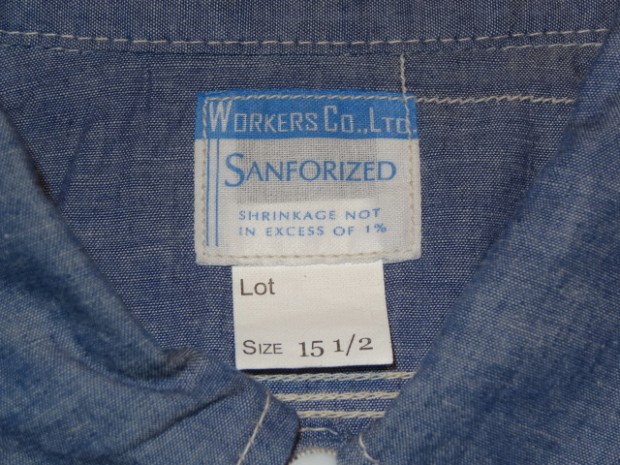 WORKERS CO.,LTD.
SANFORIZED
SHRINKAGE NOT
IN EXCESS OF 1%
Lot
SIZE 15 1/2